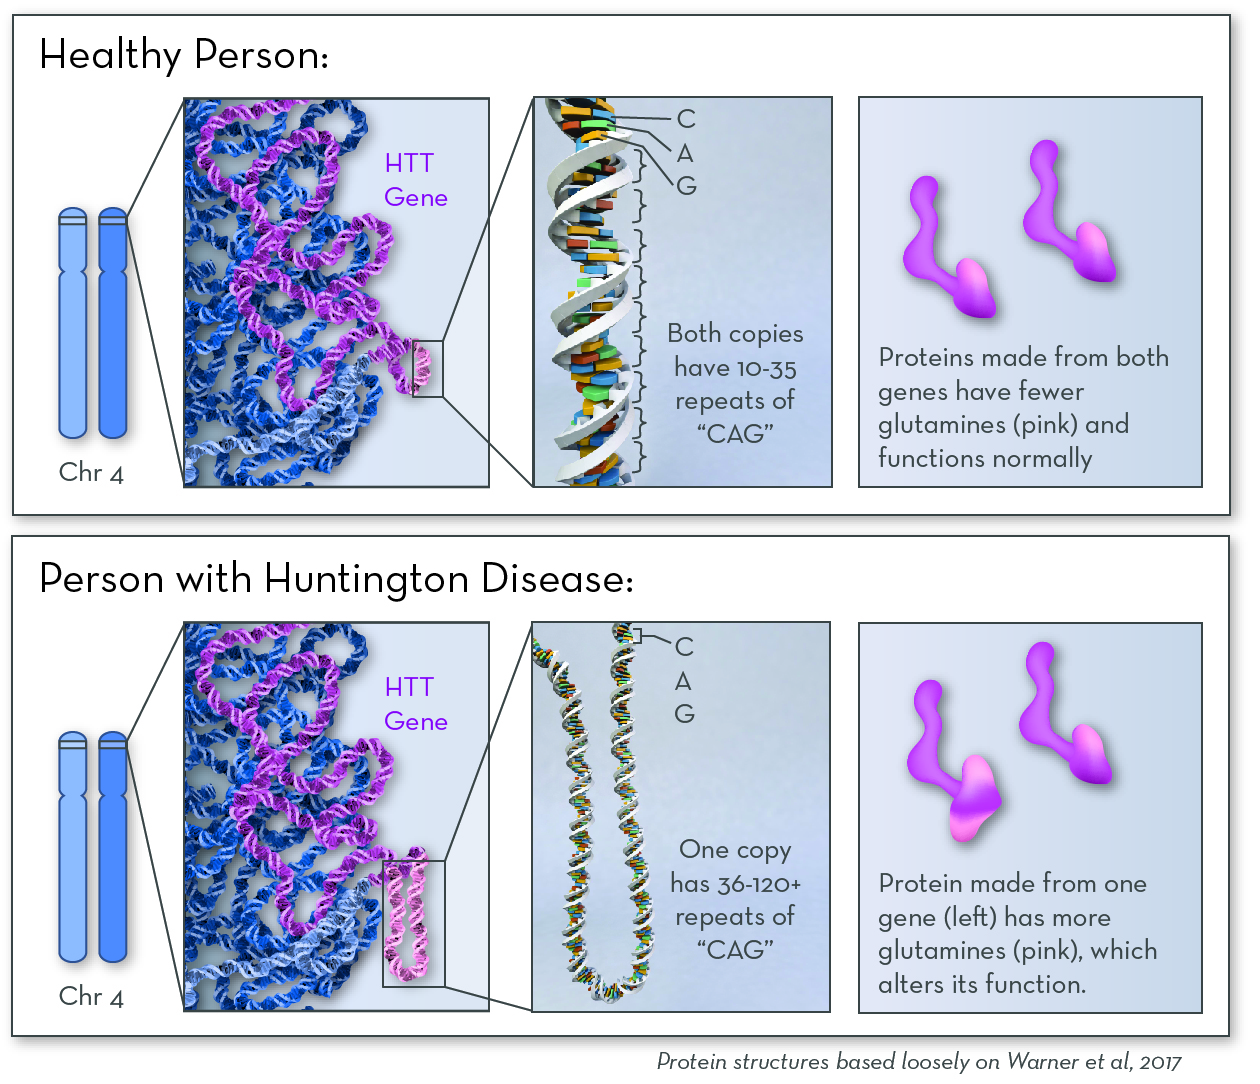 Healthy Person:
HTT
Gene
Chr 4
C
A
G
Both copies
have 10-35
repeats of
“CAG”
Proteins made from both
genes have fewer
glutamines (pink) and
functions normally
Person with Huntington Disease:
HTT
Gene
Chr 4
C
A
G
One copy
has 36-120+
repeats of
“CAG”
Protein made from one
gene (left) has more
glutamines (pink), which
alters its function.
Protein structures based loosely on Warner et al, 2017